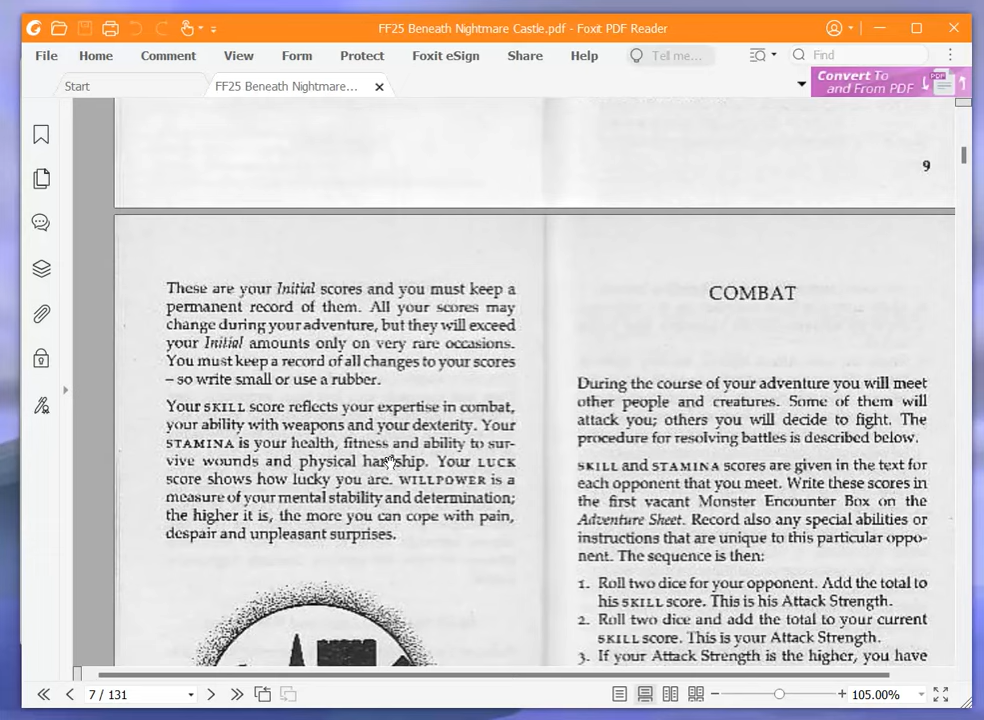 FF25 Beneath Nightmare Castle.pdf - Foxit PDF Reader
File Home Comment View Form Protect Foxit eSign Share Help Tell me... Find
Start FF25 Beneath Nightmare... Convert To
and From PDF
PDF
9
These are your Initial scores and you must keep a
permanent record of them. All your scores may
change during your adventure, but they will exceed
your Initial amounts only on very rare occasions.
You must keep a record of all changes to your scores
– so write small or use a rubber.
Your SKILL score reflects your expertise in combat,
your ability with weapons and your dexterity. Your
STAMINA is your health, fitness and ability to sur-
vive wounds and physical hardship. Your LUCK
score shows how lucky you are. WILLPOWER is a
measure of your mental stability and determination;
the higher it is, the more you can cope with pain,
despair and unpleasant surprises.
COMBAT
During the course of your adventure you will meet
other people and creatures. Some of them will
attack you; others you will decide to fight. The
procedure for resolving battles is described below.
SKILL and STAMINA scores are given in the text for
each opponent that you meet. Write these scores in
the first vacant Monster Encounter Box on the
Adventure Sheet. Record also any special abilities or
instructions that are unique to this particular oppo-
nent. The sequence is then:
1. Roll two dice for your opponent. Add the total to
his SKILL score. This is his Attack Strength.
2. Roll two dice and add the total to your current
SKILL score. This is your Attack Strength.
3. If your Attack Strength is the higher, you have
7 / 131 105.00%